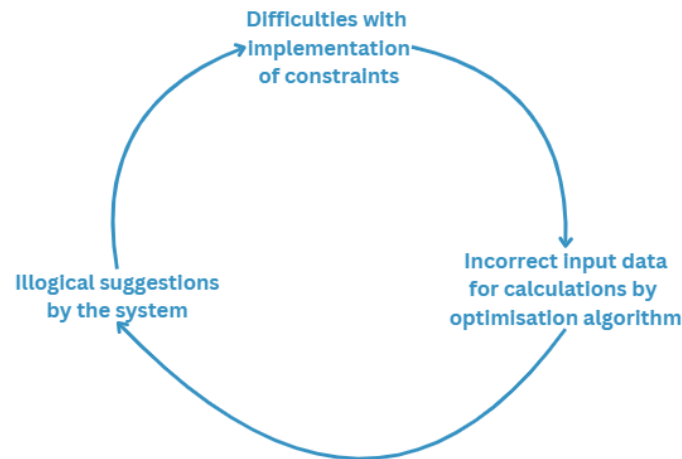 Difficulties with
implementation
of constraints
Incorrect input data
for calculations by
optimisation algorithm
Illogical suggestions
by the system